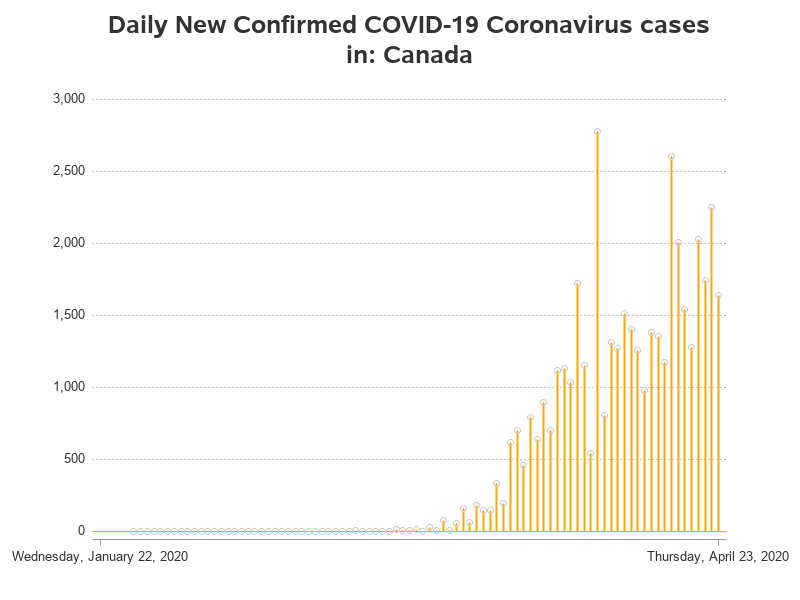 Daily New Confirmed COVID-19 Coronavirus cases
in: Canada
3,000
2,500
2,000
1,500
1,000
500
0
Wednesday, January 22, 2020
Thursday, April 23, 2020